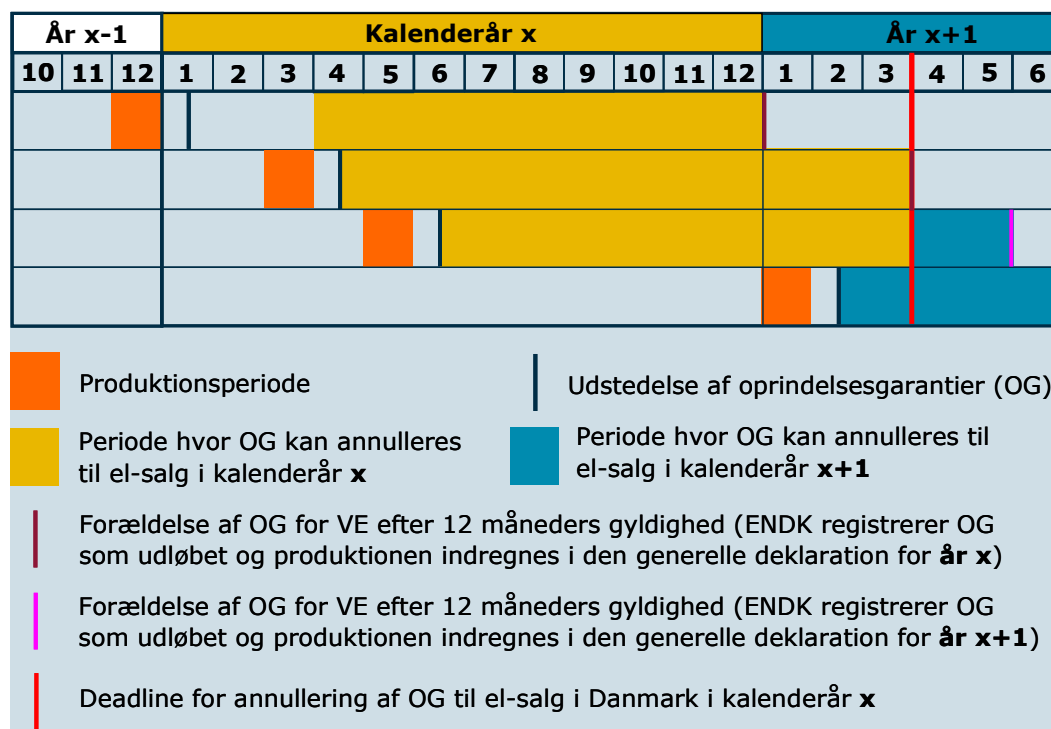 År x-1 Kalenderår x År x+1
10 11 12 1 2 3 4 5 6 7 8 9 10 11 12 1 2 3 4 5 6
Produktionsperiode
Udstedelse af oprindelsesgarantier (OG)
Periode hvor OG kan annulleres
til el-salg i kalenderår x
Periode hvor OG kan annulleres til
el-salg i kalenderår x+1
Forældelse af OG for VE efter 12 måneders gyldighed (ENDK registrerer OG
som udløbet og produktionen indregnes i den generelle deklaration for år x)
Forældelse af OG for VE efter 12 måneders gyldighed (ENDK registrerer OG
som udløbet og produktionen indregnes i den generelle deklaration for år x+1)
Deadline for annullering af OG til el-salg i Danmark i kalenderår x